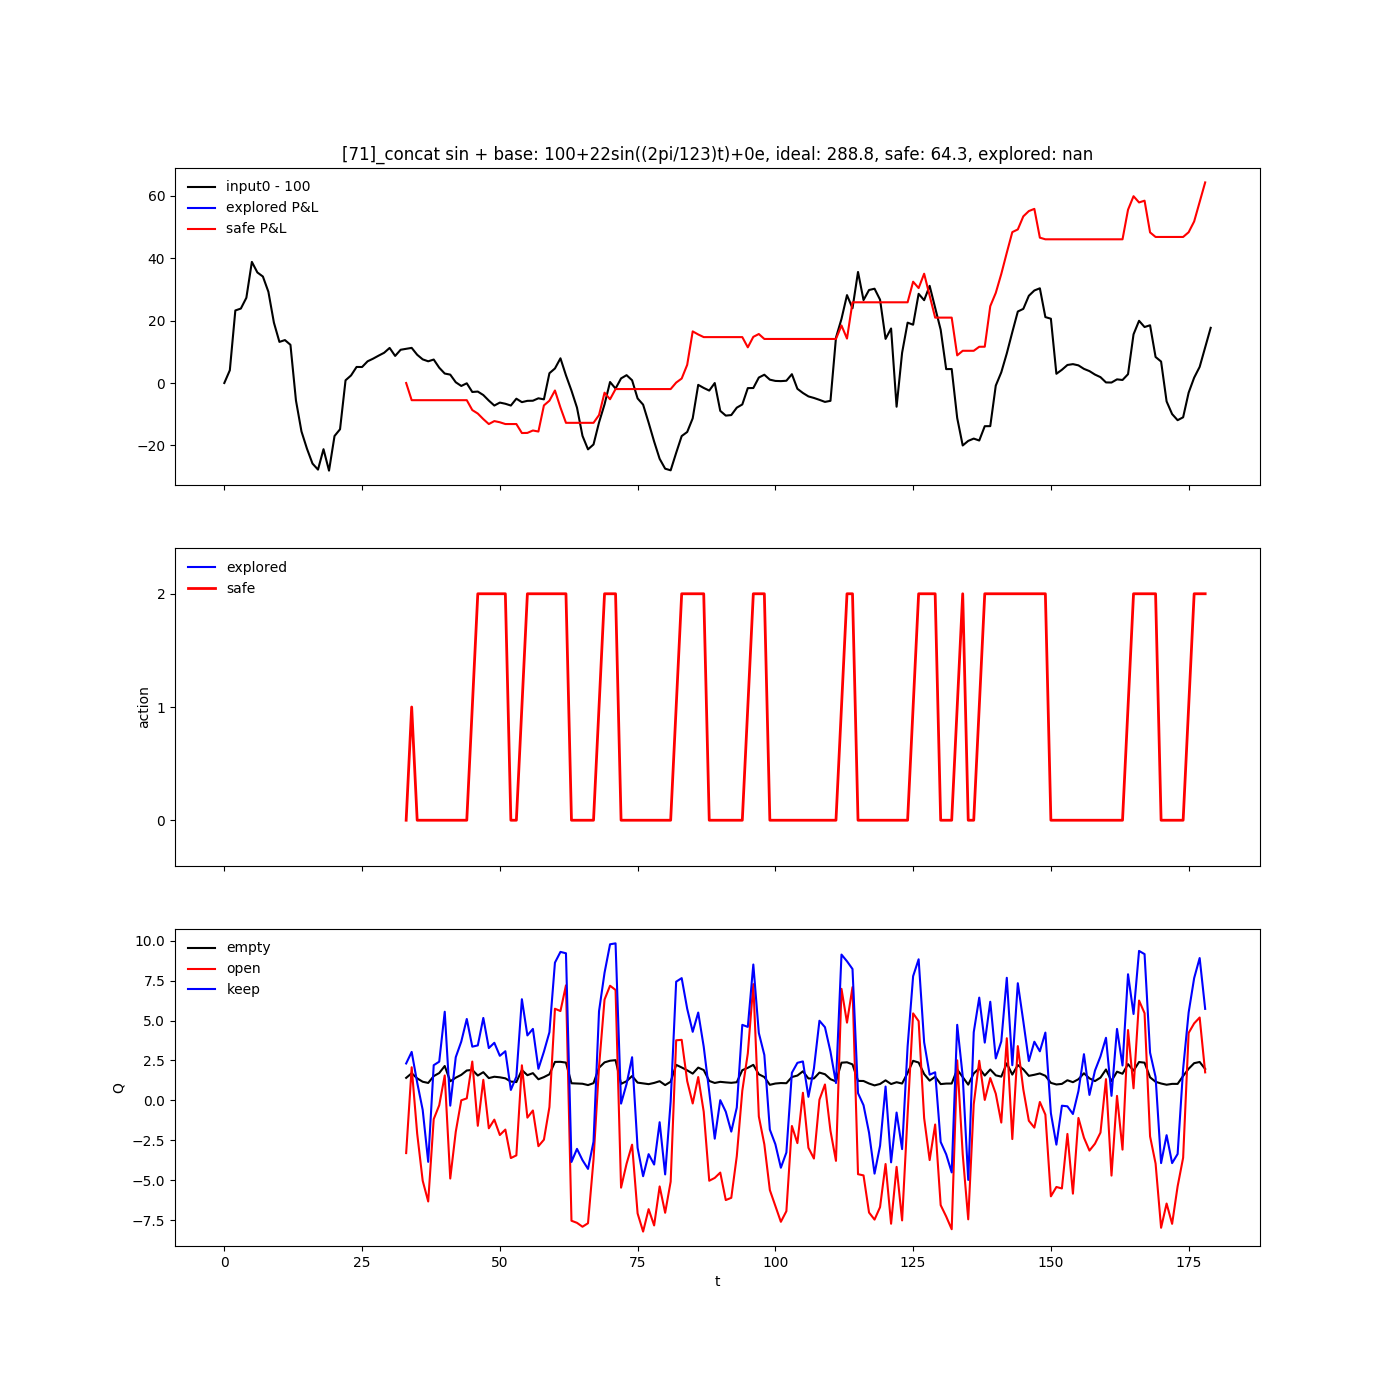 [71]_concat sin + base: 100+22sin((2pi/123)t)+0e, ideal: 288.8, safe: 64.3, explored: nan
input0 - 100
explored P&L
safe P&L
60
40
20
0
−20
explored
safe
2
1
0
action
empty
open
keep
10.0
7.5
5.0
2.5
0.0
−2.5
−5.0
−7.5
Q
0 25 50 75 100 125 150 175
t